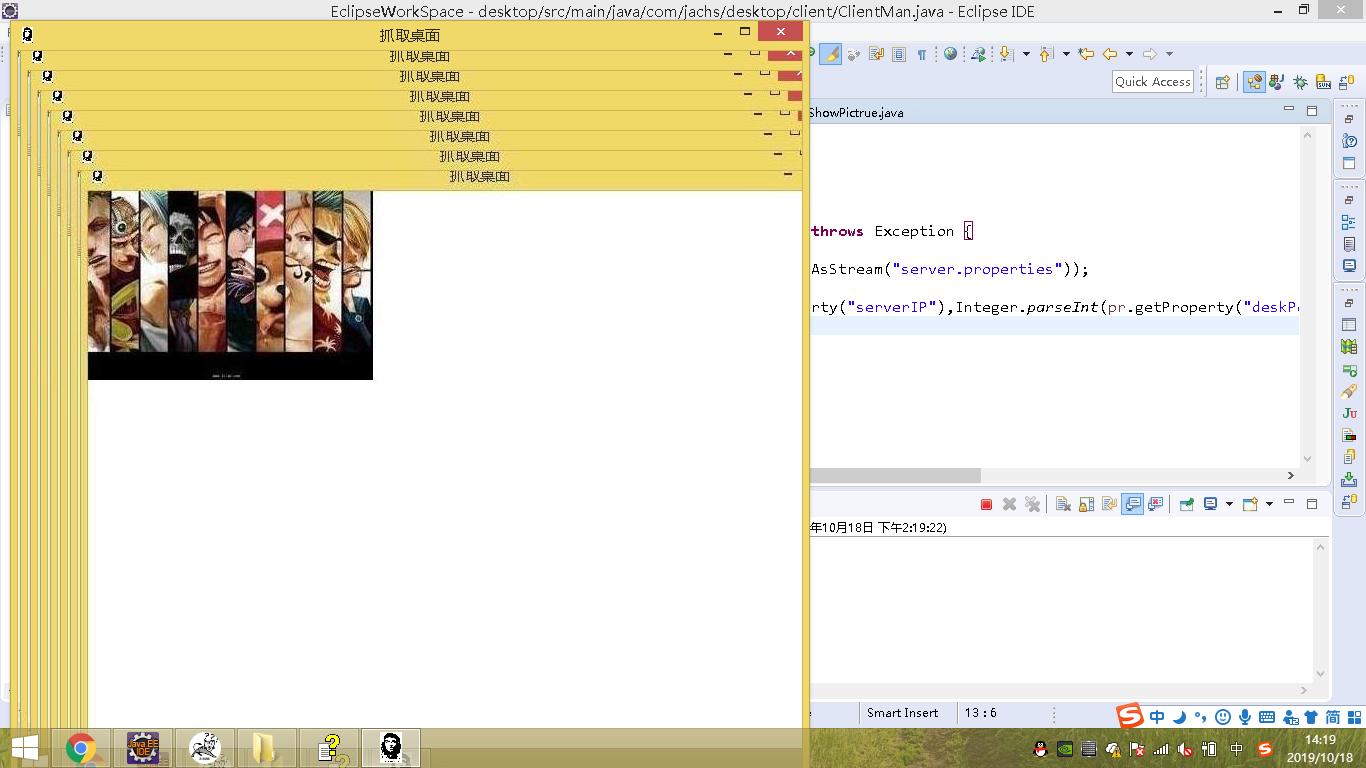 EclipseWorkSpace - desktop/src/main/java/com/jachs/desktop/client/ClientMan.java - Eclipse IDE
抓取桌面
抓取桌面
抓取桌面
抓取桌面
抓取桌面
抓取桌面
抓取桌面
抓取桌面
Quick Access
ShowPictrue.java
throws Exception {
AsStream("server.properties"));
rty("serverIP"),Integer.parseInt(pr.getProperty("deskP
年10月18日 下午2:19:22)
Smart Insert
13 : 6
中
简
Java EE
IDE
中
14:19
2019/10/18